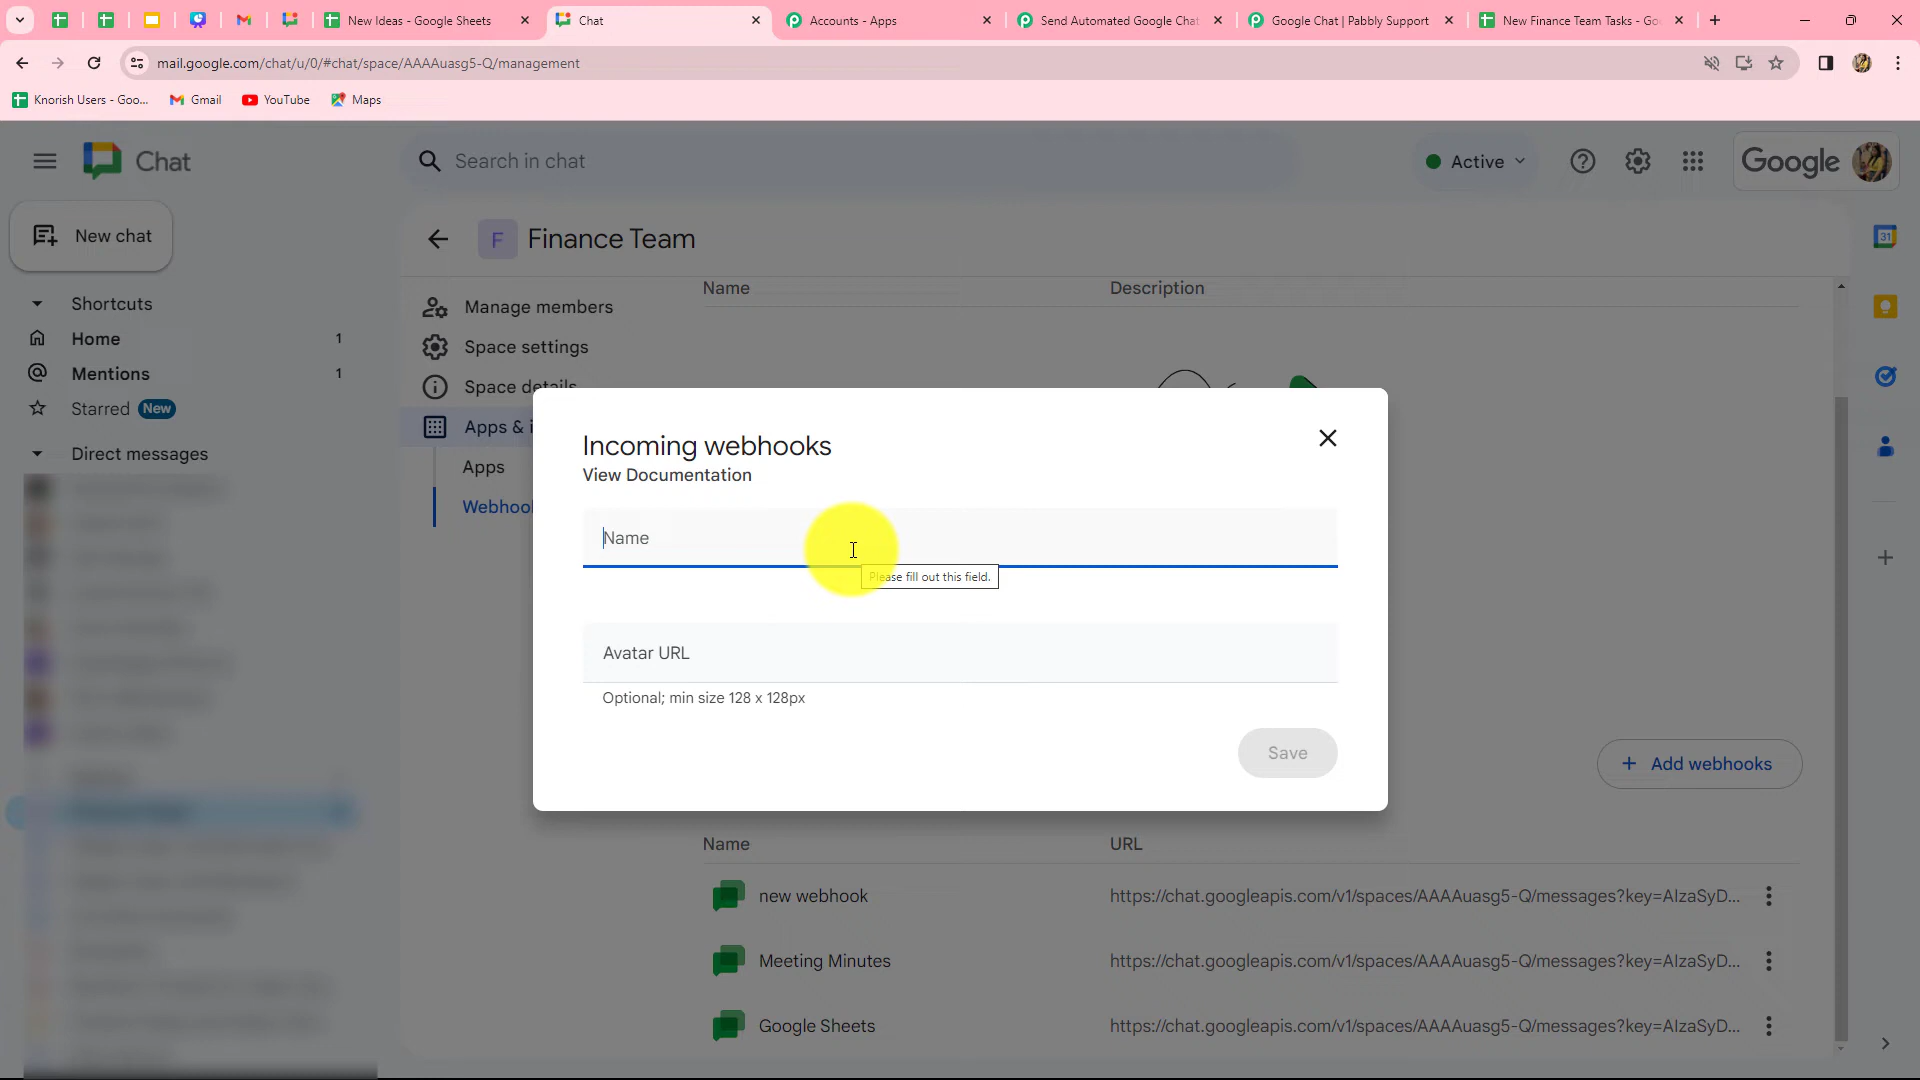 New Ideas - Google Sheets
Chat
Accounts - Apps
Send Automated Google Chat
Google Chat | Pabbly Support
New Finance Team Tasks - Goo
mail.google.com/chat/u/0/#chat/space/AAAAuasg5-Q/management
Knorish Users - Goo...
Gmail
YouTube
Maps
Chat
Search in chat
Active
Google
New chat
F
Finance Team
31
Shortcuts
Home 1
Mentions 1
Starred New
Direct messages
Manage members
Space settings
Space details
Apps & i
Apps
Webhook
Name Description
Incoming webhooks
View Documentation
Name
Please fill out this field.
Avatar URL
Optional; min size 128 x 128px
Save
+ Add webhooks
Name URL
new webhook https://chat.googleapis.com/v1/spaces/AAAAuasg5-Q/messages?key=AIzaSyD...
Meeting Minutes https://chat.googleapis.com/v1/spaces/AAAAuasg5-Q/messages?key=AIzaSyD...
Google Sheets https://chat.googleapis.com/v1/spaces/AAAAuasg5-Q/messages?key=AIzaSyD...